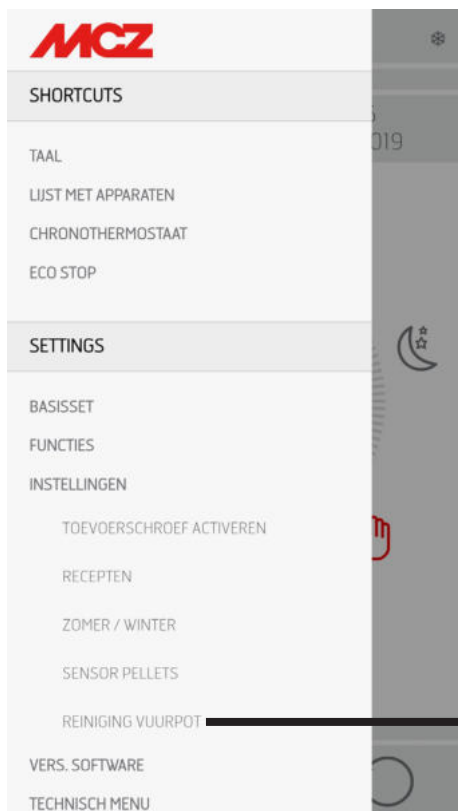 MCZ
SHORTCUTS
019
TAAL
LIJST MET APPARATEN
CHRONOTHERMOSTAAT
ECO STOP
SETTINGS
BASISSET
FUNCTIES
INSTELLINGEN
TOEVOERSCHROEF ACTIVEREN
RECEPTEN
ZOMER / WINTER
SENSOR PELLETS
REINIGING VUURPOT
VERS. SOFTWARE
TECHNISCH MENU